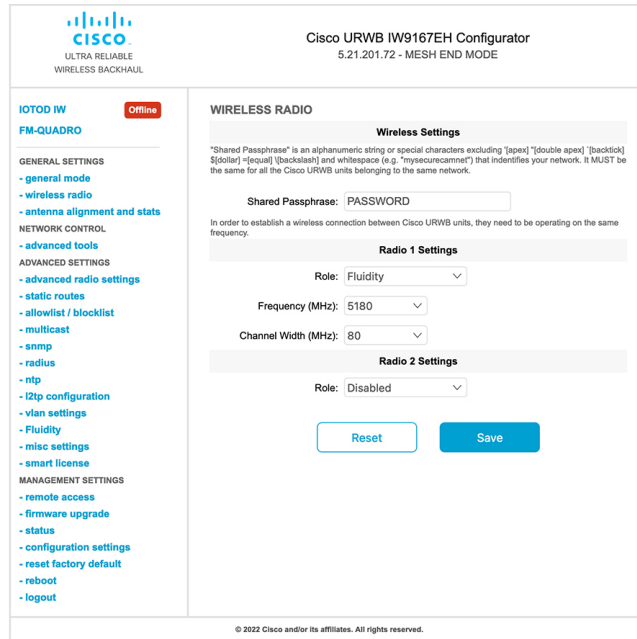 CISCO
ULTRA RELIABLE
WIRELESS BACKHAUL
Cisco URWB IW9167EH Configurator
5.21.201.72 - MESH END MODE
IOTOD IW
Offline
FM-QUADRO
GENERAL SETTINGS
- general mode
- wireless radio
- antenna alignment and stats
NETWORK CONTROL
- advanced tools
ADVANCED SETTINGS
- advanced radio settings
- static routes
- allowlist / blocklist
- multicast
- snmp
- radius
- ntp
- l2tp configuration
- vlan settings
- Fluidity
- misc settings
- smart license
MANAGEMENT SETTINGS
- remote access
- firmware upgrade
- status
- configuration settings
- reset factory default
- reboot
- logout
WIRELESS RADIO
Wireless Settings
"Shared Passphrase" is an alphanumeric string or special characters excluding '[apex] "[double apex] `[backtick]
$[dollar] =[equal] \[backslash] and whitespace (e.g. "mysecurecamnet") that indentifies your network. It MUST be
the same for all the Cisco URWB units belonging to the same network.
Shared Passphrase: PASSWORD
In order to establish a wireless connection between Cisco URWB units, they need to be operating on the same
frequency.
Radio 1 Settings
Role: Fluidity
Frequency (MHz): 5180
Channel Width (MHz): 80
Radio 2 Settings
Role: Disabled
Reset Save
© 2022 Cisco and/or its affiliates. All rights reserved.